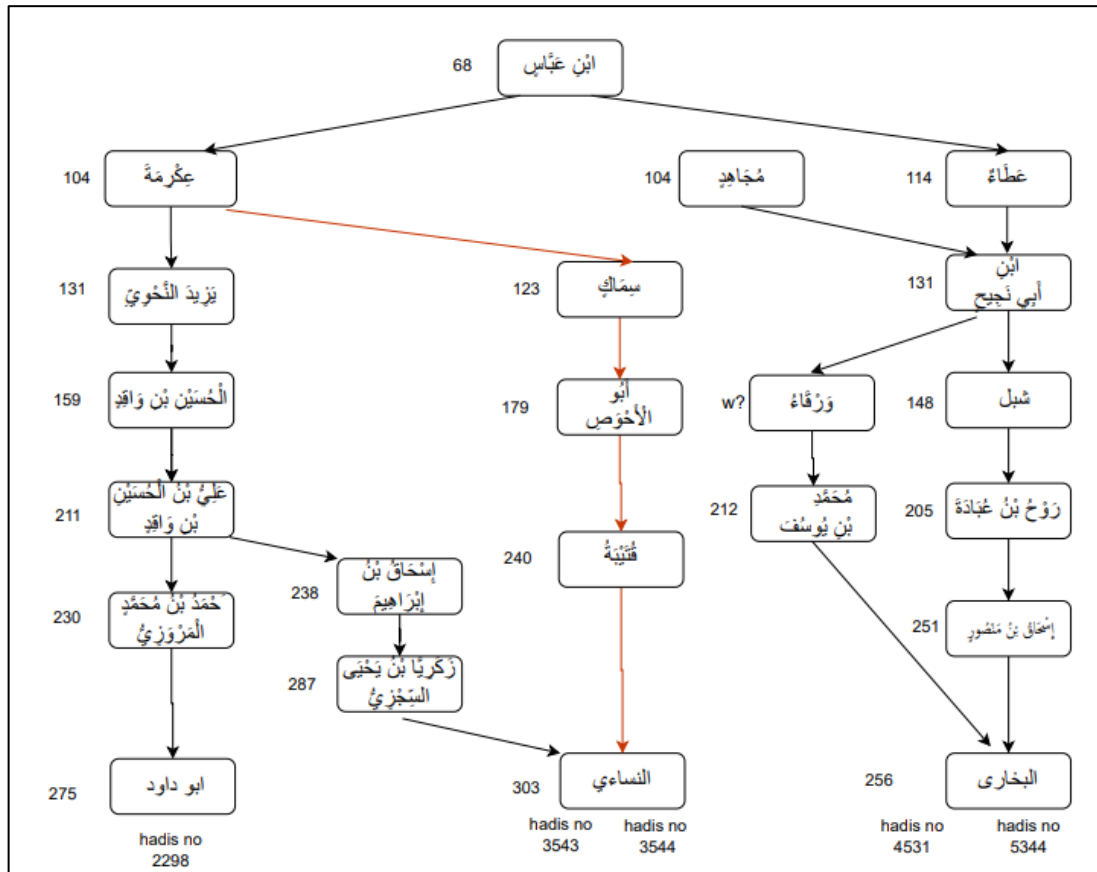 68
ابْنِ عَبَّاسٍ
104
عِكْرِمَةَ
104
مُجَاهِدٍ
114
عَطَاءٌ
131
يَزِيدَ النَّحْوِيِّ
123
سِمَاكٍ
131
ابْنِ
أَبِي نَجِيحٍ
159
الْحُسَيْنِ بْنِ وَاقِدٍ
179
أَبُو
الْأَحْوَصِ
w?
وَرْقَاءُ
148
شبل
211
عَلِيُّ بْنُ الْحُسَيْنِ
بْنِ وَاقِدٍ
240
قُتَيْبَةُ
212
مُحَمَّدِ
بْنِ يُوسُفَ
205
رَوْحُ بْنُ عُبَادَةَ
230
َحْمَدُ بْنُ مُحَمَّدٍ
الْمَرْوَزِيُّ
238
إِسْحَاقُ بْنُ
إِبْرَاهِيمَ
251
إِسْحَاقُ بْنُ مَنْصُورٍ
287
زَكَرِيَّا بْنُ يَحْيَى
السِّجْزِيُّ
275
ابو داود
303
النساءي
256
البخارى
hadis no
2298
hadis no
3543
hadis no
3544
hadis no
4531
hadis no
5344